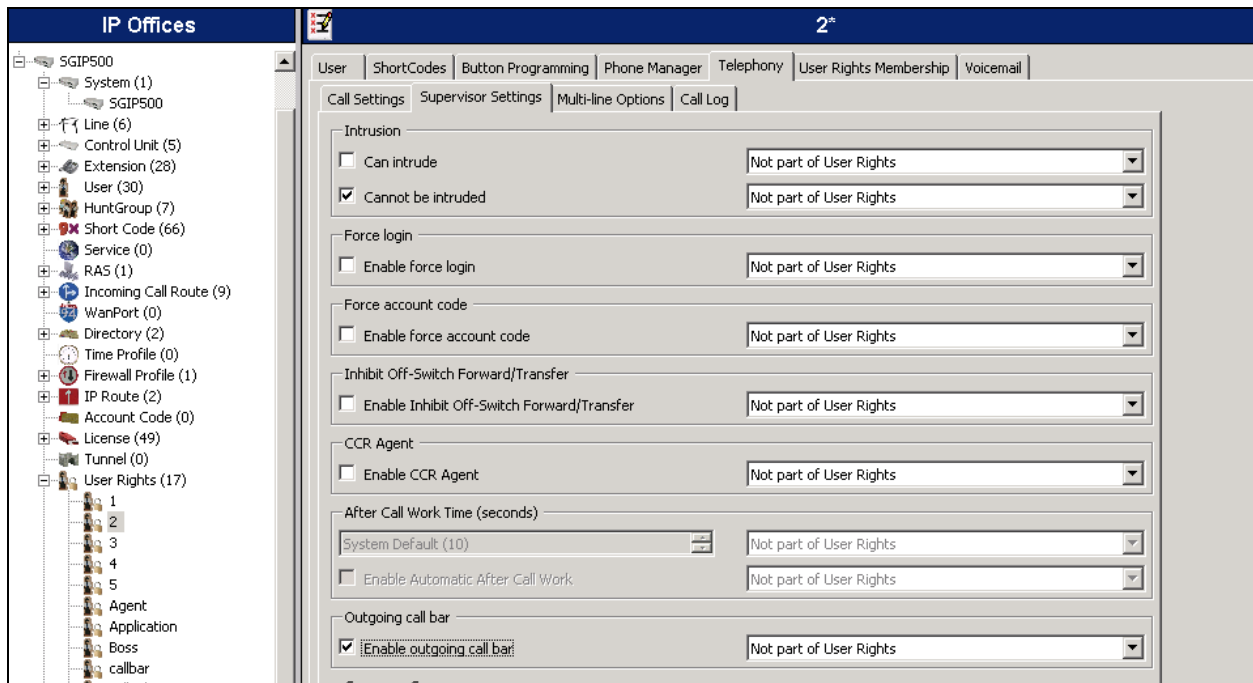 IP Offices
SGIP500
System (1)
SGIP500
Line (6)
Control Unit (5)
Extension (28)
User (30)
HuntGroup (7)
Short Code (66)
Service (0)
RAS (1)
Incoming Call Route (9)
WanPort (0)
Directory (2)
Time Profile (0)
Firewall Profile (1)
IP Route (2)
Account Code (0)
License (49)
Tunnel (0)
User Rights (17)
1
2
3
4
5
Agent
Application
Boss
callbar
2*
User ShortCodes Button Programming Phone Manager Telephony User Rights Membership Voicemail
Call Settings Supervisor Settings Multi-line Options Call Log
Intrusion
Can intrude Not part of User Rights
Cannot be intruded Not part of User Rights
Force login
Enable force login Not part of User Rights
Force account code
Enable force account code Not part of User Rights
Inhibit Off-Switch Forward/Transfer
Enable Inhibit Off-Switch Forward/Transfer Not part of User Rights
CCR Agent
Enable CCR Agent Not part of User Rights
After Call Work Time (seconds)
System Default (10) Not part of User Rights
Enable Automatic After Call Work Not part of User Rights
Outgoing call bar
Enable outgoing call bar Not part of User Rights